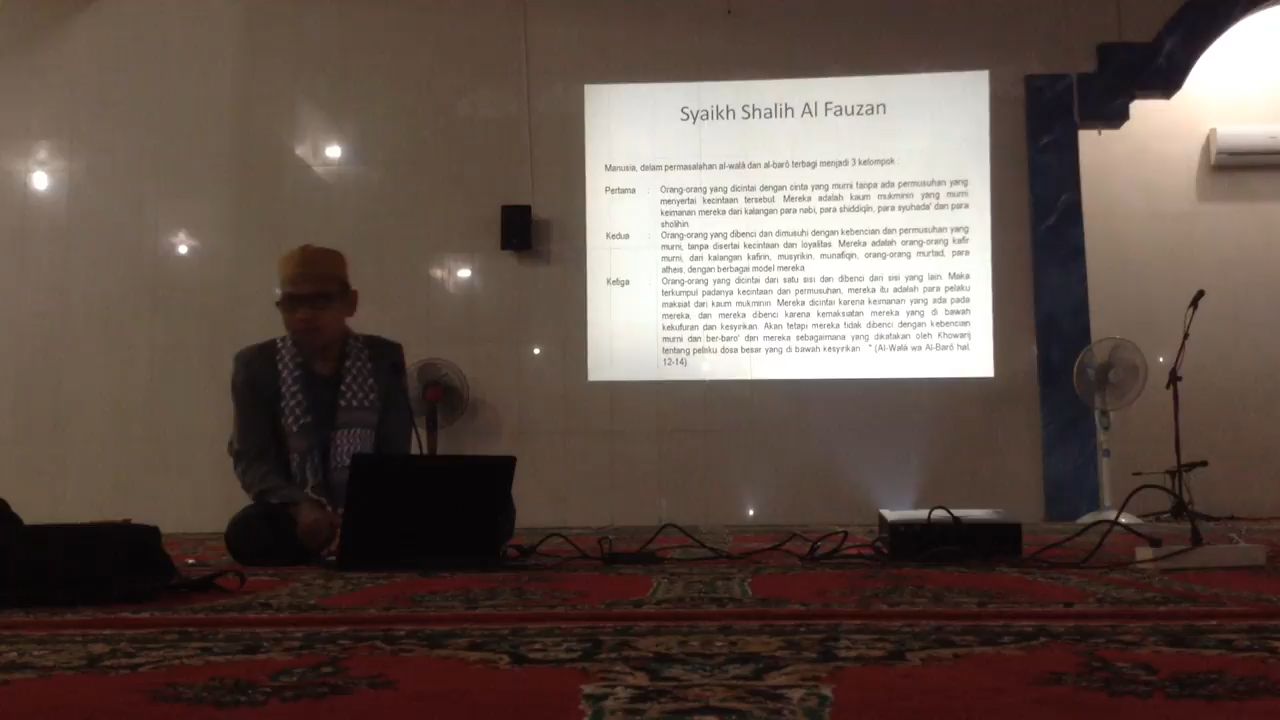 Syaikh Shalih Al Fauzan
Manusia, dalam permasalahan al-walâ dan al-barô terbagi menjadi 3 kelompok :
Pertama : Orang-orang yang dicintai dengan cinta yang murni tanpa ada permusuhan yang
menyertai kecintaan tersebut. Mereka adalah kaum mukminin yang murni
keimanan mereka dari kalangan para nabi, para shiddiqin, para syuhada' dan para
sholihin.
Kedua : Orang-orang yang dibenci dan dimusuhi dengan kebencian dan permusuhan yang
murni, tanpa disertai kecintaan dan loyalitas. Mereka adalah orang-orang kafir
murni, dari kalangan kafirin, musyrikin, munafiqin, orang-orang murtad, para
atheis, dengan berbagai model mereka
Ketiga : Orang-orang yang dicintai dari satu sisi dan dibenci dari sisi yang lain. Maka
terkumpul padanya kecintaan dan permusuhan, mereka itu adalah para pelaku
maksiat dari kaum mukminin. Mereka dicintai karena keimanan yang ada pada
mereka, dan mereka dibenci karena kemaksiatan mereka yang di bawah
kekufuran dan kesyirikan. Akan tetapi mereka tidak dibenci dengan kebencian
murni dan ber-baro' dan mereka sebagaimana yang dikatakan oleh Khowarij
tentang pelaku dosa besar yang di bawah kesyirikan " (Al-Walâ wa Al-Barô hal.
12-14)